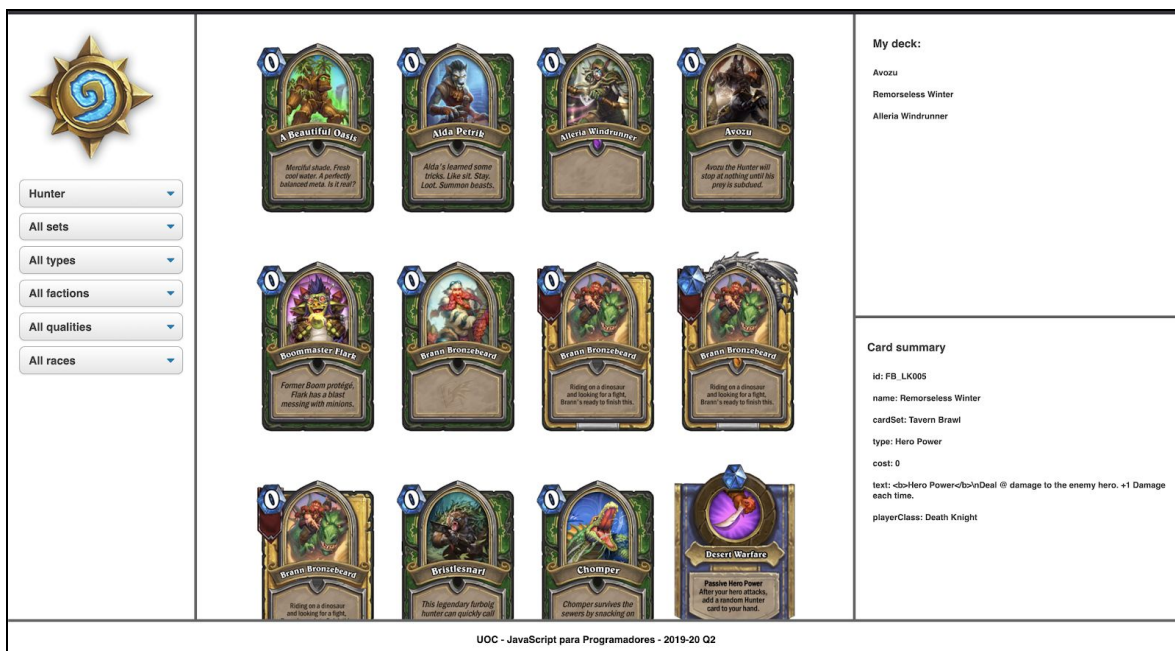 Hunter
All sets
All types
All factions
All qualities
All races
0
0
0
0
A Beautiful Oasis
Alda Petrik
Alleria Windrunner
Avozu
Merciful shade. Fresh
cool water. A perfectly
balanced meta. Is it real?
Alda's learned some
tricks. Like sit. Stay.
Loot. Summon beasts.
Avozu the Hunter will
stop at nothing until his
prey is subdued.
0
0
0
Boommaster Flark
Brann Bronzebeard
Brann Bronzebeard
Brann Bronzebeard
Former Boom protégé,
Flark has a blast
messing with minions.
Riding on a dinosaur
and looking for a fight,
Brann's ready to finish this.
Riding on a dinosaur
and looking for a fight,
Brann's ready to finish this.
0
0
0
Brann Bronzebeard
Bristlesnarl
Chomper
Desert Warfare
Riding on a dinosaur
and looking for a fight,
This legendary furbolg
hunter can quickly call
Chomper survives the
sewers by snacking on
Passive Hero Power
After your hero attacks,
add a random Hunter
card to your hand.
My deck:
Avozu
Remorseless Winter
Alleria Windrunner
Card summary
id: FB_LK005
name: Remorseless Winter
cardSet: Tavern Brawl
type: Hero Power
cost: 0
text: <b>Hero Power</b>\nDeal @ damage to the enemy hero. +1 Damage
each time.
playerClass: Death Knight
UOC - JavaScript para Programadores - 2019-20 Q2